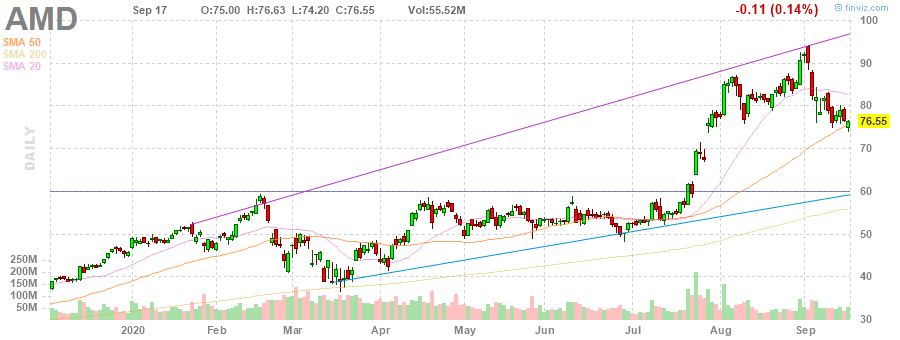 AMD
Sep 17 O:75.00 H:76.63 L:74.20 C:76.55 Vol:55.52M -0.11 (0.14%) © finviz.com
SMA 50
SMA 200
SMA 20
DAILY
100
90
80
76.55
70
60
50
40
30
250M
200M
150M
100M
50M
2020 Feb Mar Apr May Jun Jul Aug Sep